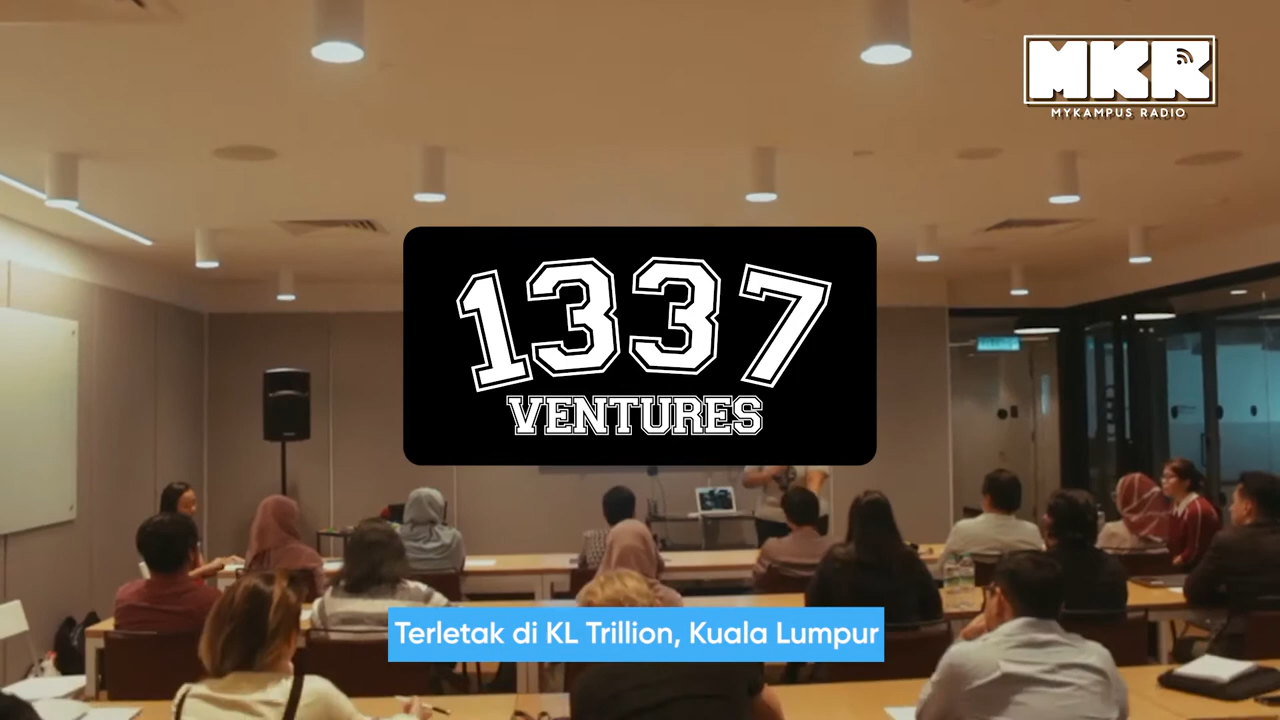 MKR
MYKAMPUS RADIO
1337
VENTURES
Terletak di KL Trillion, Kuala Lumpur